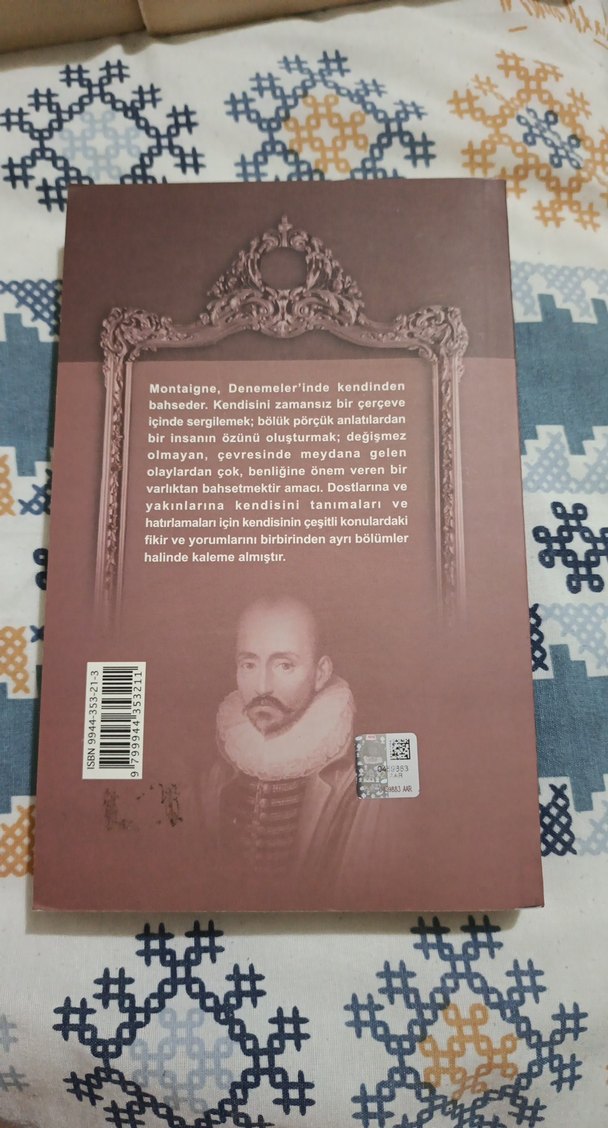 Montaigne, Denemeler'inde kendinden
bahseder. Kendisini zamansız bir çerçeve
içinde sergilemek; bölük pörçük anlatılardan
bir insanın özünü oluşturmak; değişmez
olmayan, çevresinde meydana gelen
olaylardan çok, benliğine önem veren bir
varlıktan bahsetmektir amacı. Dostlarına ve
yakınlarına kendisini tanımaları ve
hatırlamaları için kendisinin çeşitli konulardaki
fikir ve yorumlarını birbirinden ayrı bölümler
halinde kaleme almıştır.
ISBN 9944-353-21-3
9 799944 353211